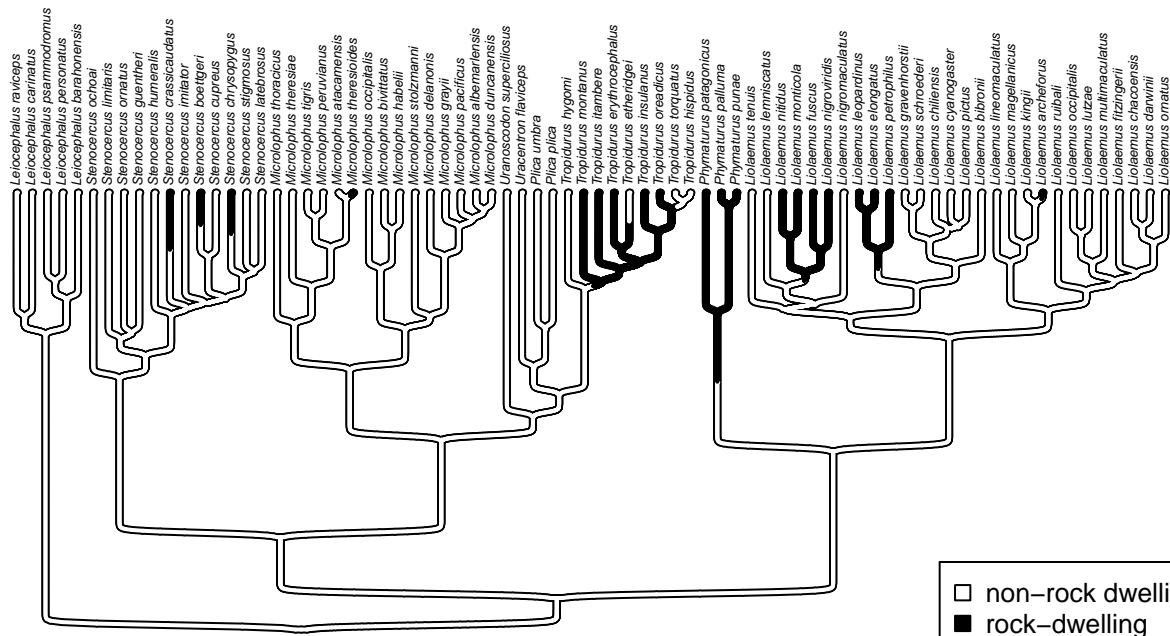 Leiocephalus raviceps
Leiocephalus carinatus
Leiocephalus psammodromus
Leiocephalus personatus
Leiocephalus barahonensis
Stenocercus ochoai
Stenocercus limitaris
Stenocercus ornatus
Stenocercus guentheri
Stenocercus humeralis
Stenocercus crassicaudatus
Stenocercus imitator
Stenocercus boettgeri
Stenocercus cupreus
Stenocercus chrysopygus
Stenocercus stigmosus
Stenocercus latebrosus
Microlophus thoracicus
Microlophus theresiae
Microlophus tigris
Microlophus peruvianus
Microlophus atacamensis
Microlophus theresioides
Microlophus occipitalis
Microlophus bivittatus
Microlophus habelii
Microlophus stolzmanni
Microlophus delanonis
Microlophus grayii
Microlophus pacificus
Microlophus albemarlensis
Microlophus duncanensis
Uranoscodon superciliosus
Uracentron flaviceps
Plica umbra
Plica plica
Tropidurus hygomi
Tropidurus montanus
Tropidurus itambere
Tropidurus erythrocephalus
Tropidurus etheridgei
Tropidurus insulanus
Tropidurus oreadicus
Tropidurus torquatus
Tropidurus hispidus
Phymaturus patagonicus
Phymaturus palluma
Phymaturus punae
Liolaemus tenuis
Liolaemus lemniscatus
Liolaemus nitidus
Liolaemus monticola
Liolaemus fuscus
Liolaemus nigroviridis
Liolaemus nigromaculatus
Liolaemus leopardinus
Liolaemus elongatus
Liolaemus petrophilus
Liolaemus gravenhorstii
Liolaemus schroederi
Liolaemus chiliensis
Liolaemus cyanogaster
Liolaemus pictus
Liolaemus bibronii
Liolaemus lineomaculatus
Liolaemus magellanicus
Liolaemus kingii
Liolaemus archeforus
Liolaemus ruibali
Liolaemus occipitalis
Liolaemus lutzae
Liolaemus multimaculatus
Liolaemus fitzingerii
Liolaemus chacoensis
Liolaemus darwinii
Liolaemus ornatus
non−rock dwelli
rock−dwelling